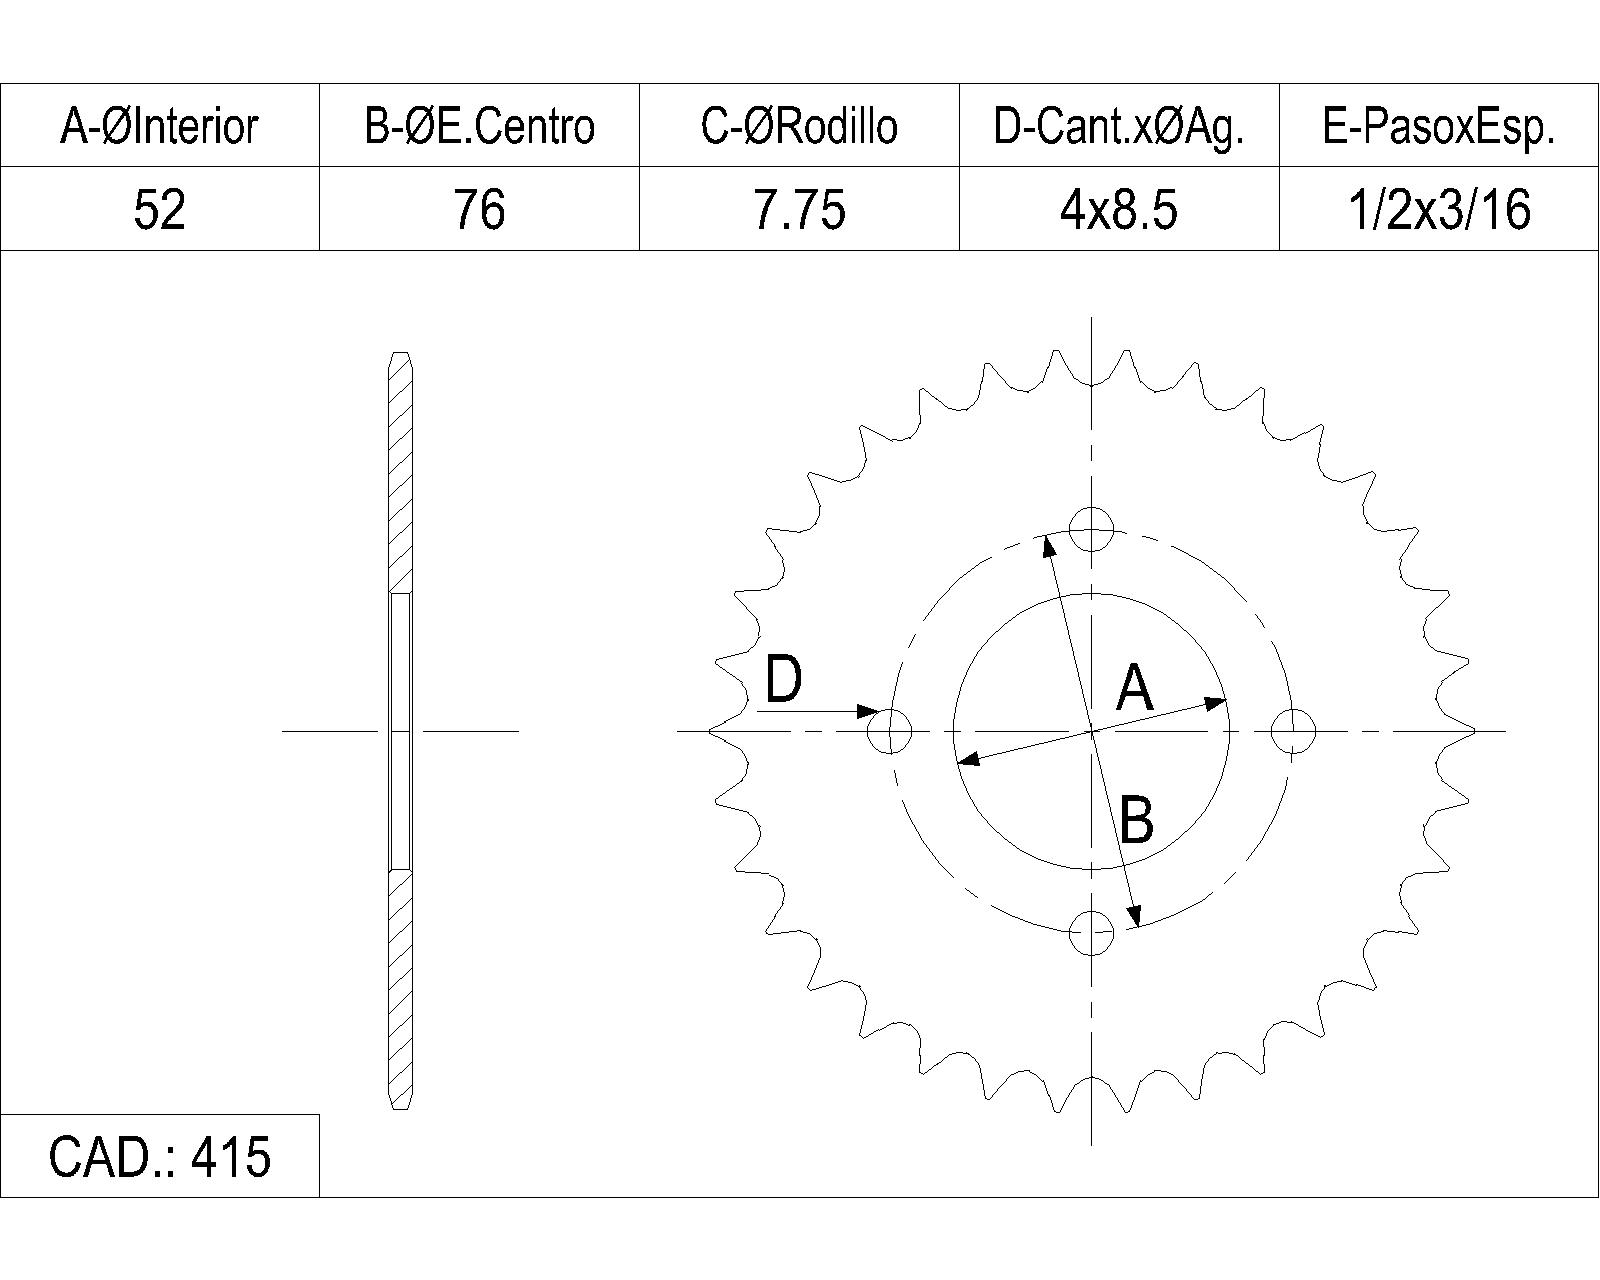 A-ØInterior B-ØE.Centro C-ØRodillo D-Cant.xØAg. E-PasoxEsp.
52 76 7.75 4x8.5 1/2x3/16
D
A
B
CAD.: 415